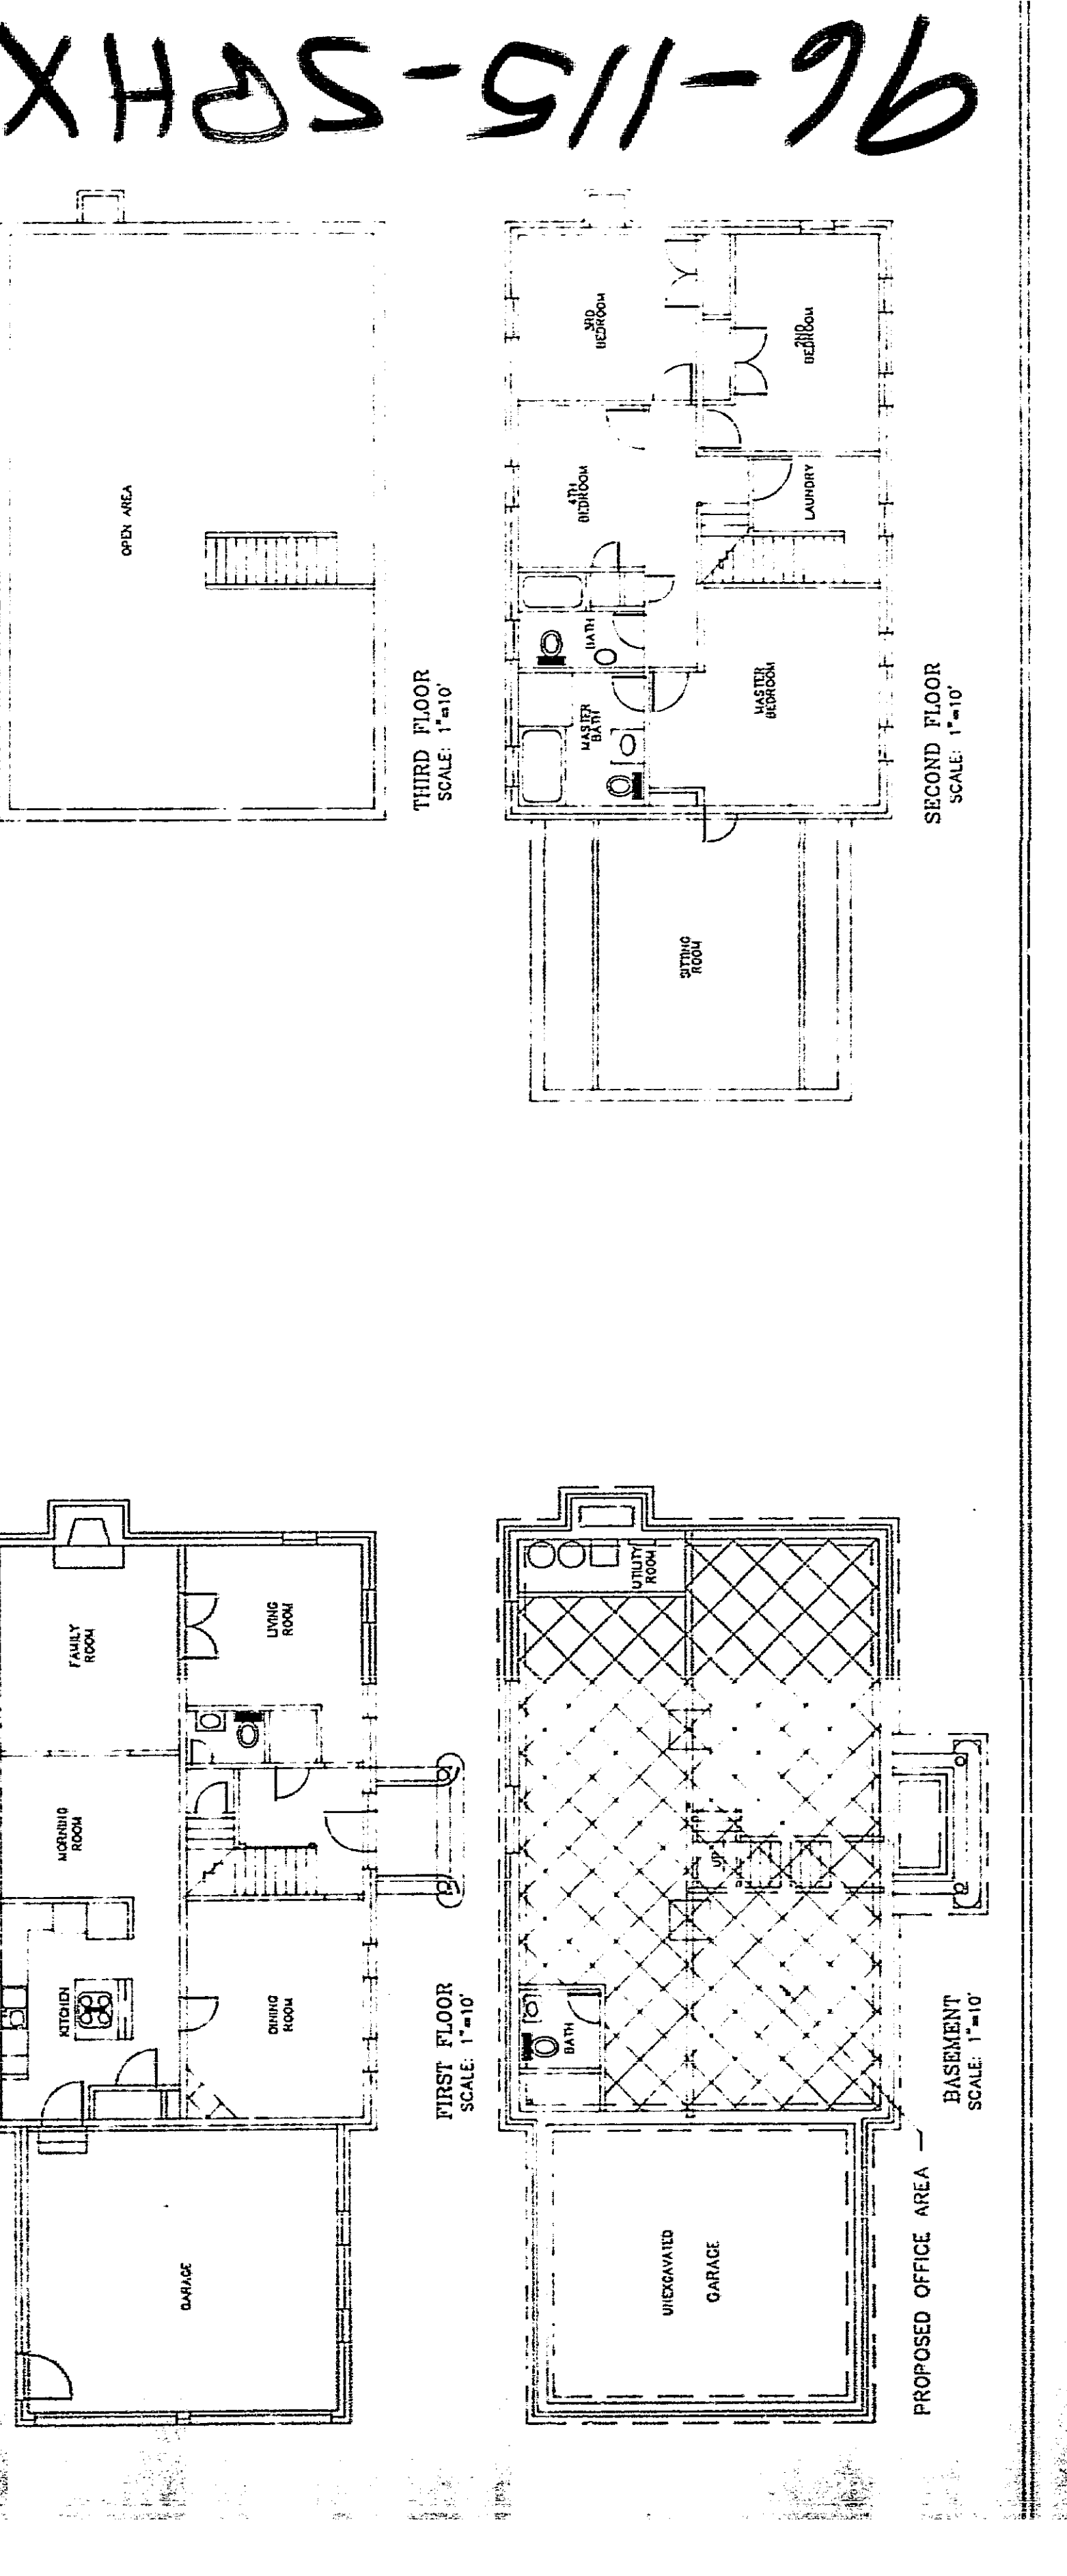 96-115-SPHX
OPEN AREA
THIRD FLOOR
SCALE: 1"=10'
3RD
BEDROOM
2ND
BEDROOM
4TH
BEDROOM
LAUNDRY
BATH
MASTER
BATH
MASTER
BEDROOM
SITTING
ROOM
SECOND FLOOR
SCALE: 1"=10'
FAMILY
ROOM
LIVING
ROOM
MORNING
ROOM
KITCHEN
DINING
ROOM
GARAGE
FIRST FLOOR
SCALE: 1"=10'
UTILITY
ROOM
UP
BATH
UNEXCAVATED
GARAGE
BASEMENT
SCALE: 1"=10'
PROPOSED OFFICE AREA